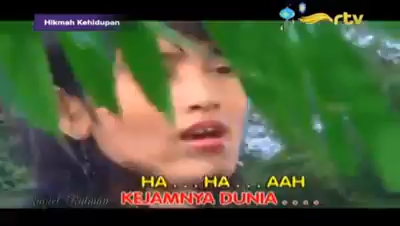 Hikmah Kehidupan
rtv
HA . . . HA . . . AAH
KEJAMNYA DUNIA . . . .